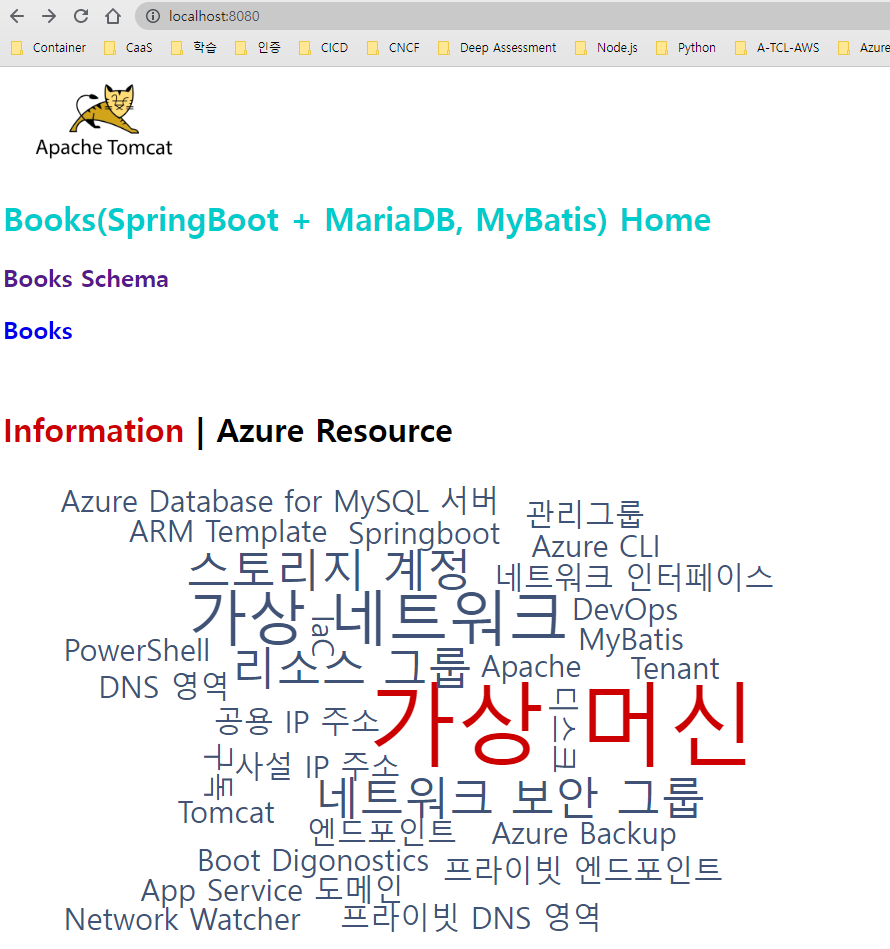 localhost:8080
Container CaaS 학습 인증 CICD CNCF Deep Assessment Node.js Python A-TCL-AWS Azure
Apache Tomcat
Books(SpringBoot + MariaDB, MyBatis) Home
Books Schema
Books
Information | Azure Resource
Azure Database for MySQL 서버
관리그룹
ARM Template
Springboot
Azure CLI
스토리지 계정
네트워크 인터페이스
가상 네트워크
IaC
DevOps
MyBatis
PowerShell
리소스 그룹
Apache
Tenant
DNS 영역
가상 머신
디스크
공용 IP 주소
구독
사설 IP 주소
네트워크 보안 그룹
Tomcat
엔드포인트
Azure Backup
Boot Digonostics
프라이빗 엔드포인트
App Service 도메인
Network Watcher
프라이빗 DNS 영역